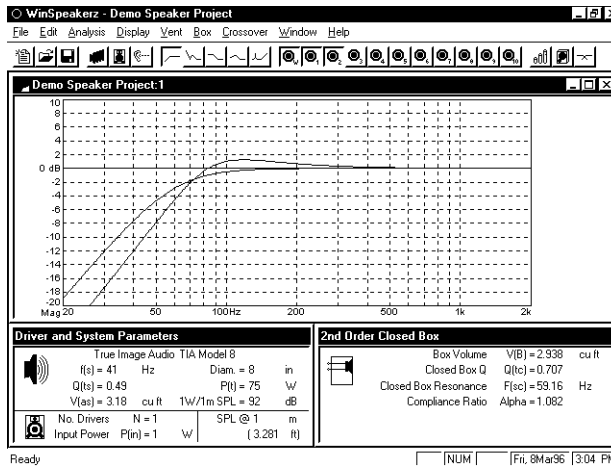 WinSpeakerz - Demo Speaker Project
File Edit Analysis Display Vent Box Crossover Window Help
Demo Speaker Project:1
10
8
6
4
2
0 dB
-2
-4
-6
-8
-10
-12
-14
-16
-18
-20
Mag 20 50 100Hz 200 500 1k 2k
Driver and System Parameters
True Image Audio TIA Model 8
f(s) = 41 Hz Diam. = 8 in
Q(ts) = 0.49 P(t) = 75 W
V(as) = 3.18 cu ft 1W/1m SPL = 92 dB
No. Drivers N = 1 SPL @ 1 m
Input Power P(in) = 1 W ( 3.281 ft)
2nd Order Closed Box
Box Volume V(B) = 2.938 cu ft
Closed Box Q Q(tc) = 0.707
Closed Box Resonance F(sc) = 59.16 Hz
Compliance Ratio Alpha = 1.082
Ready NUM Fri, 8Mar96 3:04 PM